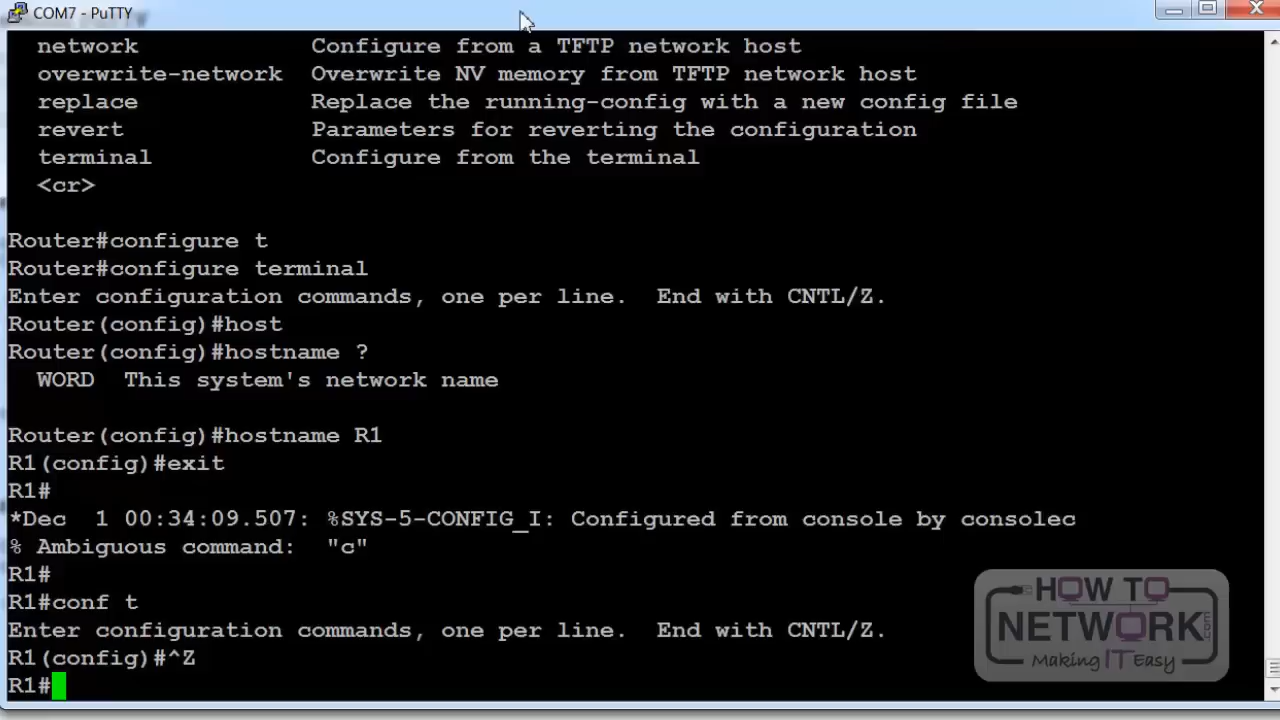 COM7 - PuTTY
network Configure from a TFTP network host
overwrite-network Overwrite NV memory from TFTP network host
replace Replace the running-config with a new config file
revert Parameters for reverting the configuration
terminal Configure from the terminal
<cr>
Router#configure t
Router#configure terminal
Enter configuration commands, one per line. End with CNTL/Z.
Router(config)#host
Router(config)#hostname ?
WORD This system's network name
Router(config)#hostname R1
R1(config)#exit
R1#
*Dec 1 00:34:09.507: %SYS-5-CONFIG_I: Configured from console by consolec
% Ambiguous command: "c"
R1#
R1#conf t
Enter configuration commands, one per line. End with CNTL/Z.
R1(config)#^Z
R1#
HOW TO
NETWORK.com
Making IT Easy